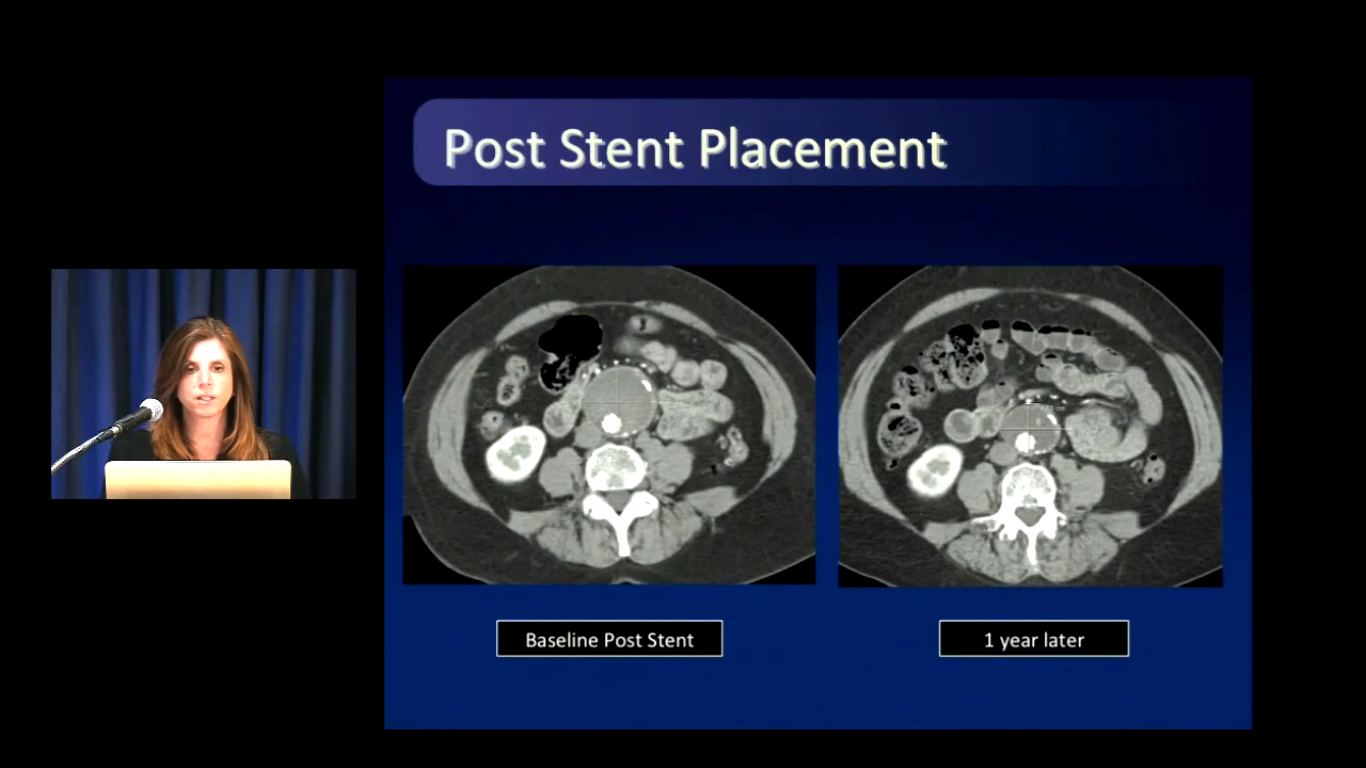 Post Stent Placement
Baseline Post Stent
1 year later